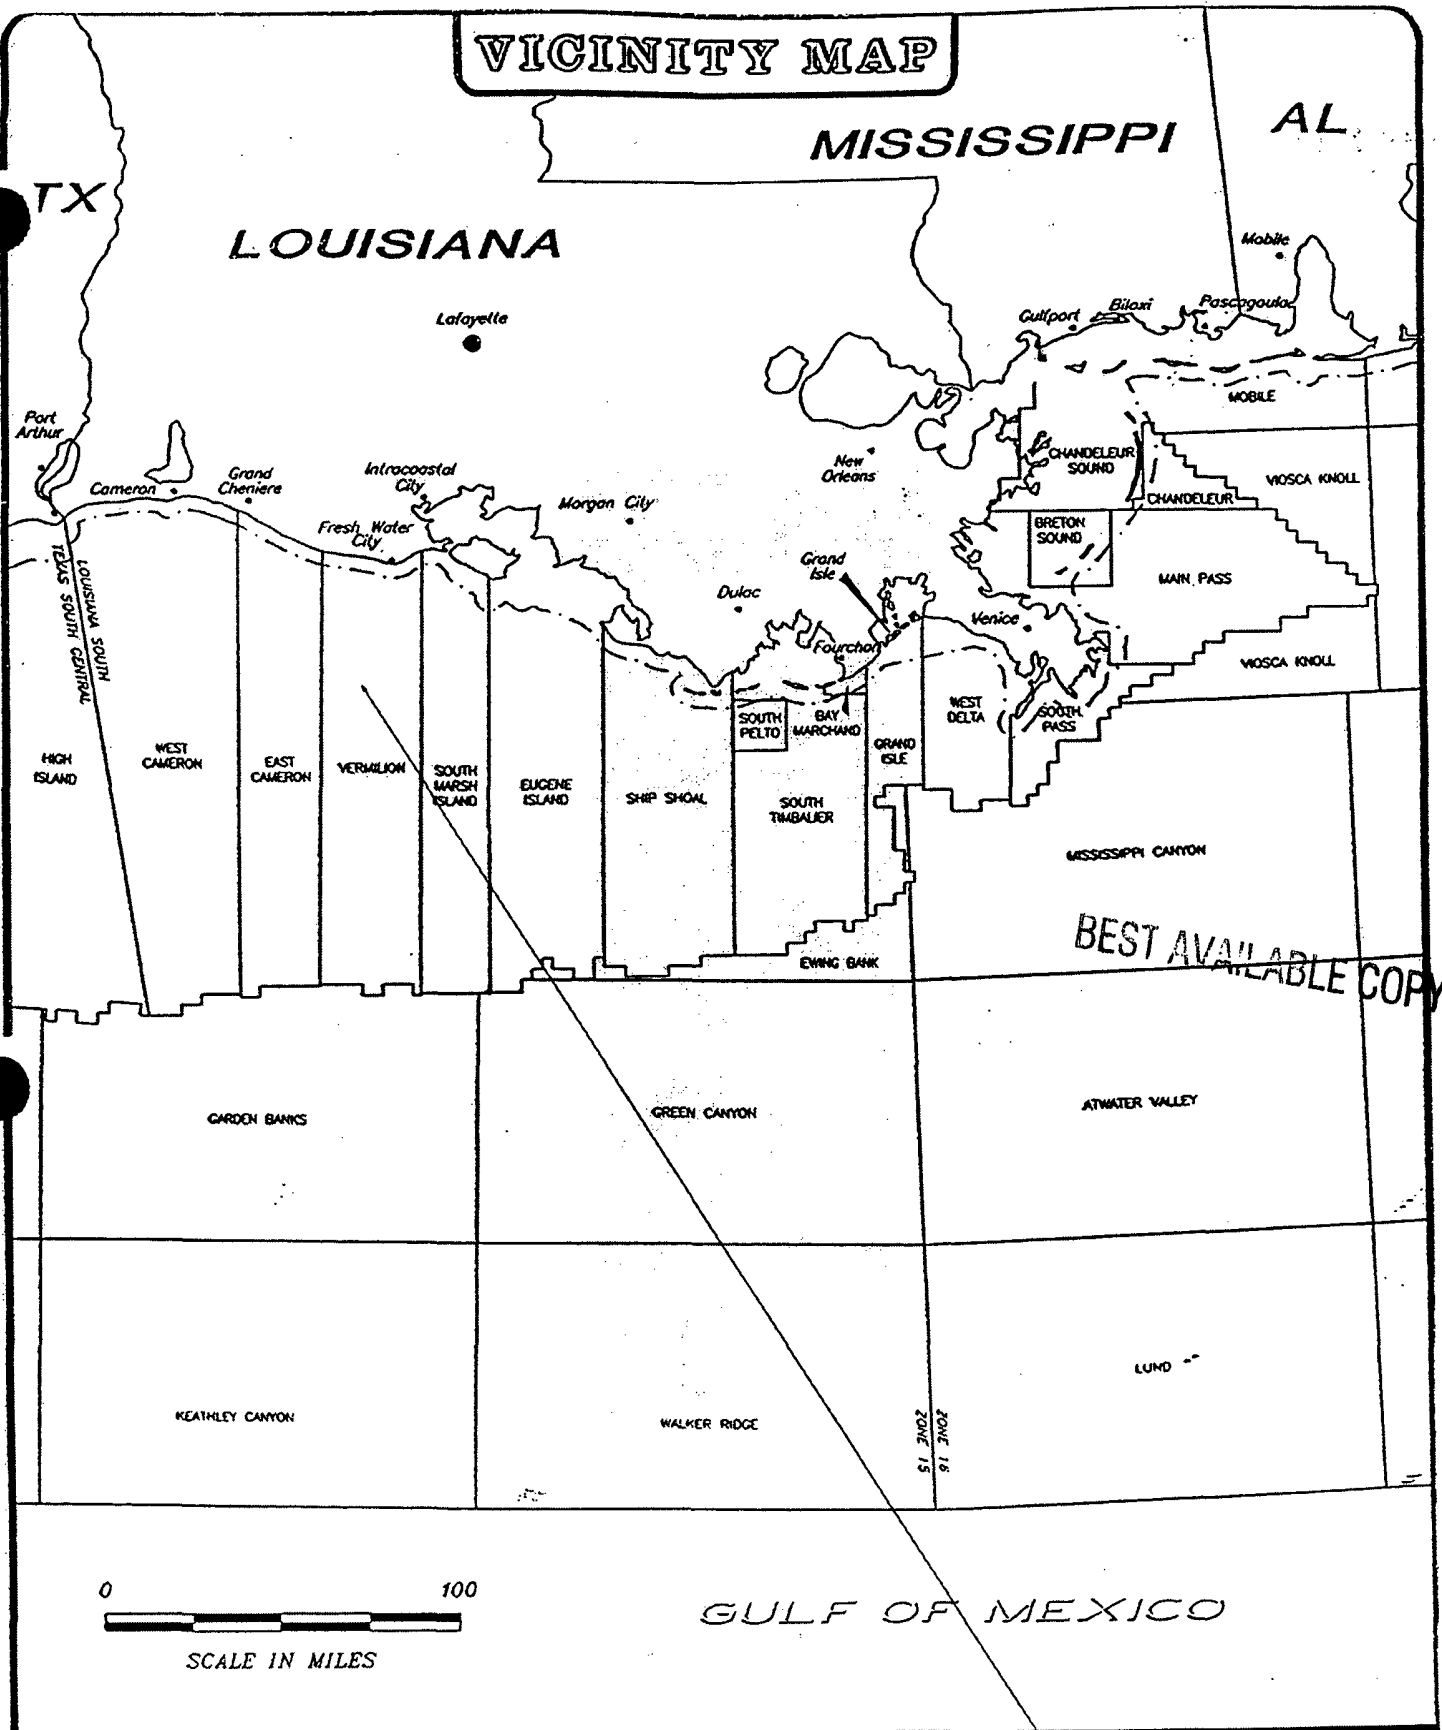 VICINITY MAP
MISSISSIPPI
AL
TX
LOUISIANA
Mobile
Lafayette
Gulfport
Biloxi
Pascagoula
Port
Arthur
MOBILE
Cameron
Grand
Cheniere
Intracoastal
City
Fresh Water
City
Morgan City
New
Orleans
CHANDELEUR
SOUND
VIOSCA KNOLL
CHANDELEUR
BRETON
SOUND
MAIN PASS
Grand
Isle
Dulac
Venice
Fourchon
VIOSCA KNOLL
LOUISIANA SOUTH
TEXAS SOUTH CENTRAL
HIGH
ISLAND
WEST
CAMERON
EAST
CAMERON
VERMILION
SOUTH
MARSH
ISLAND
EUGENE
ISLAND
SHIP SHOAL
SOUTH
PELTO
BAY
MARCHAND
SOUTH
TIMBALIER
GRAND
ISLE
WEST
DELTA
SOUTH
PASS
MISSISSIPPI CANYON
BEST AVAILABLE COPY
EWING BANK
GARDEN BANKS
GREEN CANYON
ATWATER VALLEY
KEATHLEY CANYON
WALKER RIDGE
LUND
ZONE 15
ZONE 16
0 100
SCALE IN MILES
GULF OF MEXICO